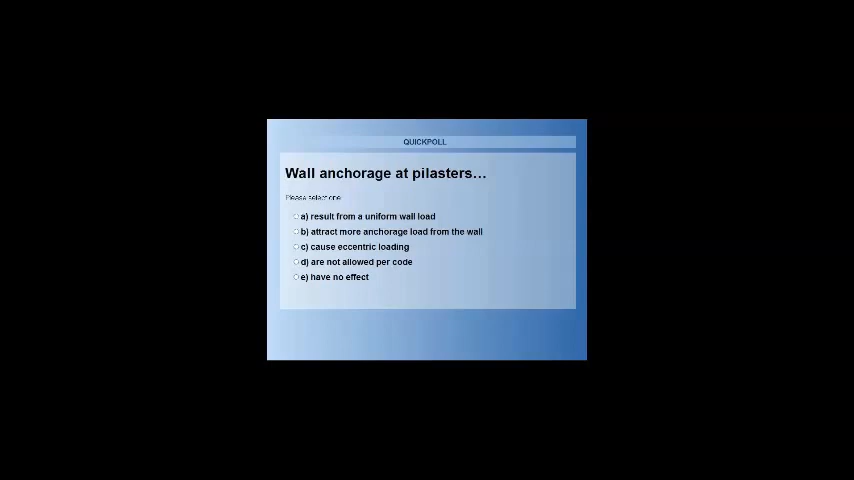 QUICKPOLL
Wall anchorage at pilasters…
Please select one
a) result from a uniform wall load
b) attract more anchorage load from the wall
c) cause eccentric loading
d) are not allowed per code
e) have no effect